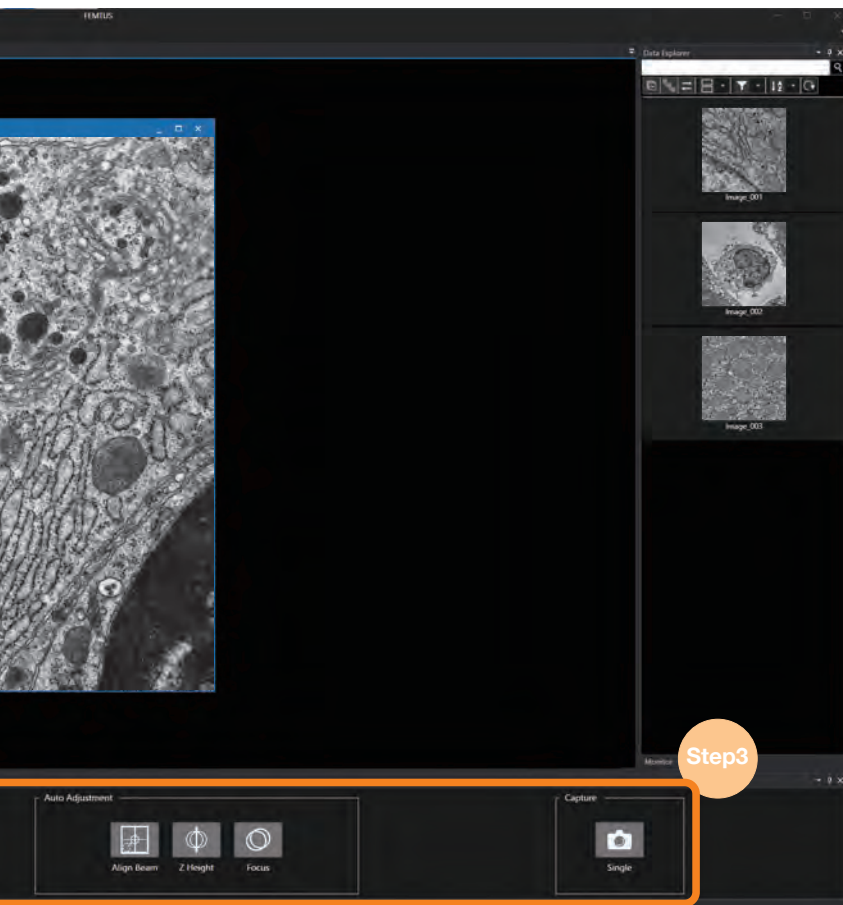 FEMTUS
Data Explorer
Image_001
Image_002
Image_003
Monitor
Step3
Auto Adjustment
Capture
Align Beam
Z Height
Focus
Single